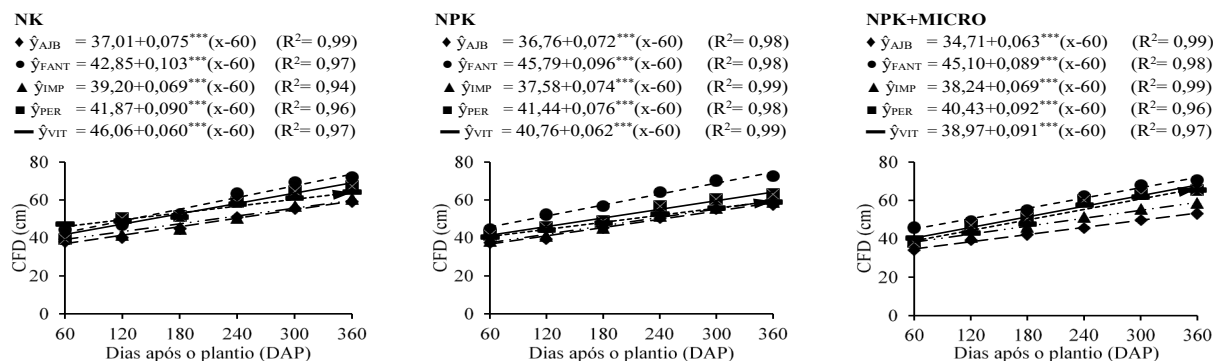 NK
ŷAJB = 37,01+0,075***(x-60) (R²= 0,99)
ŷFANT = 42,85+0,103***(x-60) (R²= 0,97)
ŷIMP = 39,20+0,069***(x-60) (R²= 0,94)
ŷPER = 41,87+0,090***(x-60) (R²= 0,96)
ŷVIT = 46,06+0,060***(x-60) (R²= 0,97)
CFD (cm)
80
60
40
20
0
60 120 180 240 300 360
Dias após o plantio (DAP)
NPK
ŷAJB = 36,76+0,072***(x-60) (R²= 0,98)
ŷFANT = 45,79+0,096***(x-60) (R²= 0,98)
ŷIMP = 37,58+0,074***(x-60) (R²= 0,99)
ŷPER = 41,44+0,076***(x-60) (R²= 0,98)
ŷVIT = 40,76+0,062***(x-60) (R²= 0,99)
CFD (cm)
80
60
40
20
0
60 120 180 240 300 360
Dias após o plantio (DAP)
NPK+MICRO
ŷAJB = 34,71+0,063***(x-60) (R²= 0,99)
ŷFANT = 45,10+0,089***(x-60) (R²= 0,98)
ŷIMP = 38,24+0,069***(x-60) (R²= 0,99)
ŷPER = 40,43+0,092***(x-60) (R²= 0,96)
ŷVIT = 38,97+0,091***(x-60) (R²= 0,97)
CFD (cm)
80
60
40
20
0
60 120 180 240 300 360
Dias após o plantio (DAP)